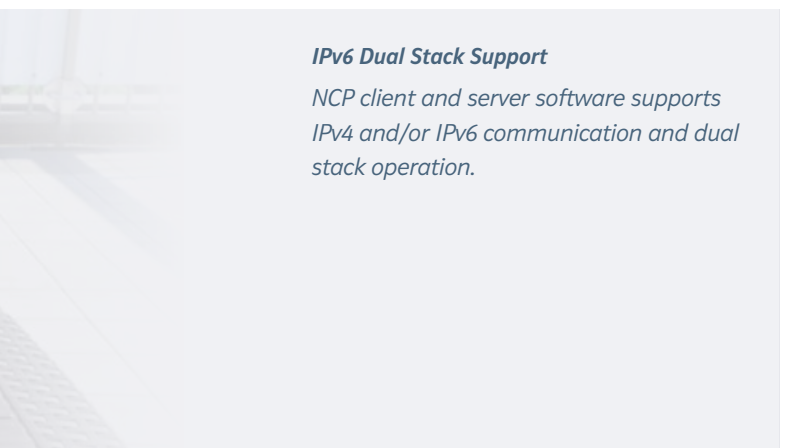 IPv6 Dual Stack Support
NCP client and server software supports
IPv4 and/or IPv6 communication and dual
stack operation.